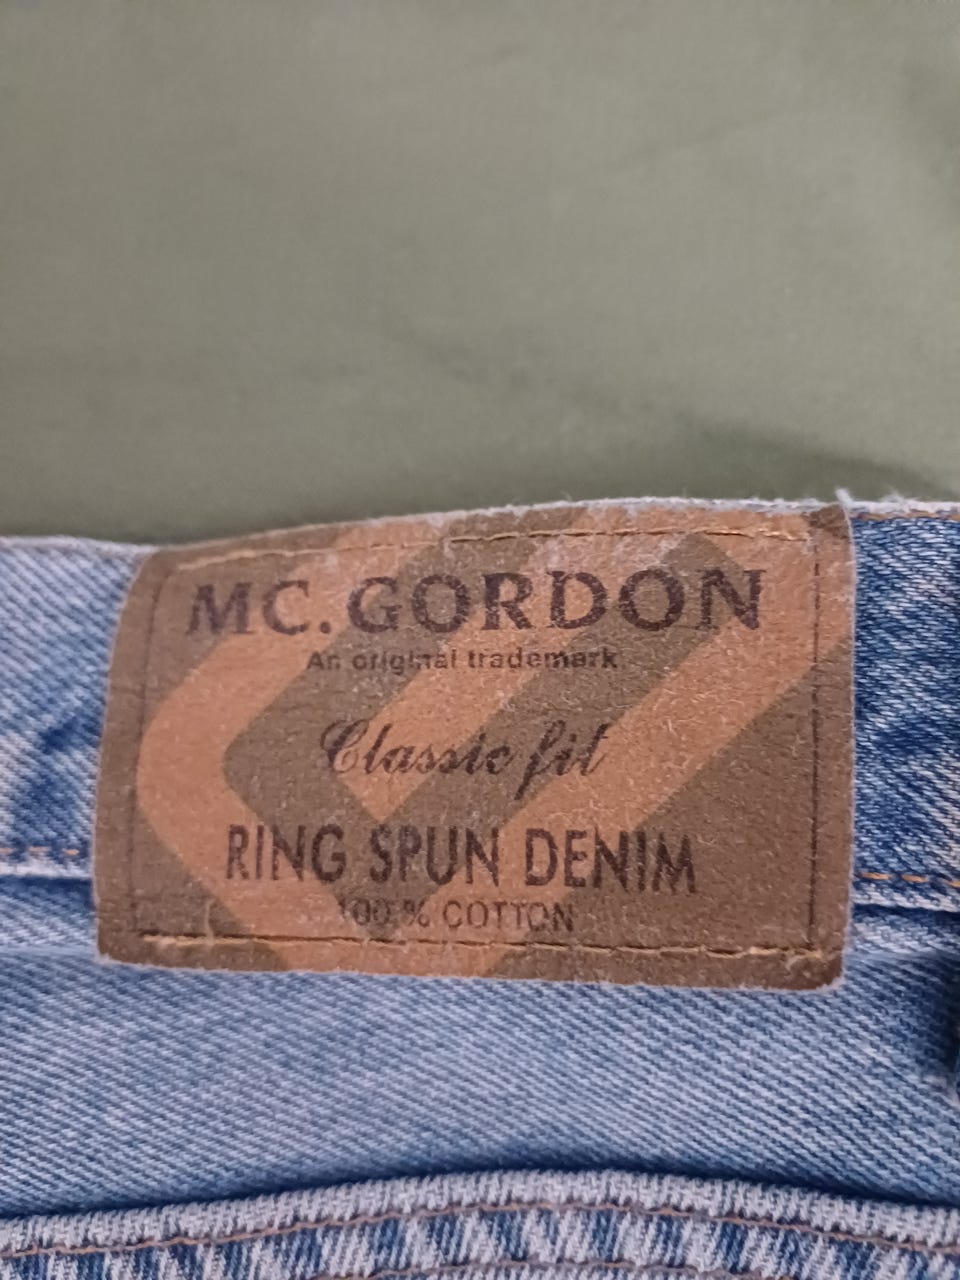 MC. GORDON
An original trademark
Classic fit
RING SPUN DENIM
100 % COTTON